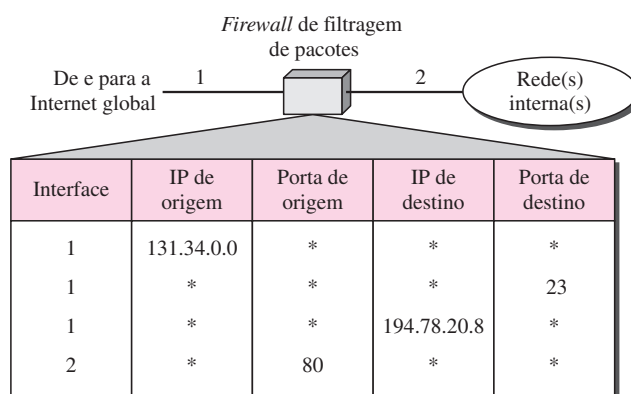 Firewall de filtragem
de pacotes
De e para a
Internet global
1
2
Rede(s)
interna(s)
Interface IP de origem Porta de origem IP de destino Porta de destino
1 131.34.0.0 * * *
1 * * * 23
1 * * 194.78.20.8 *
2 * 80 * *